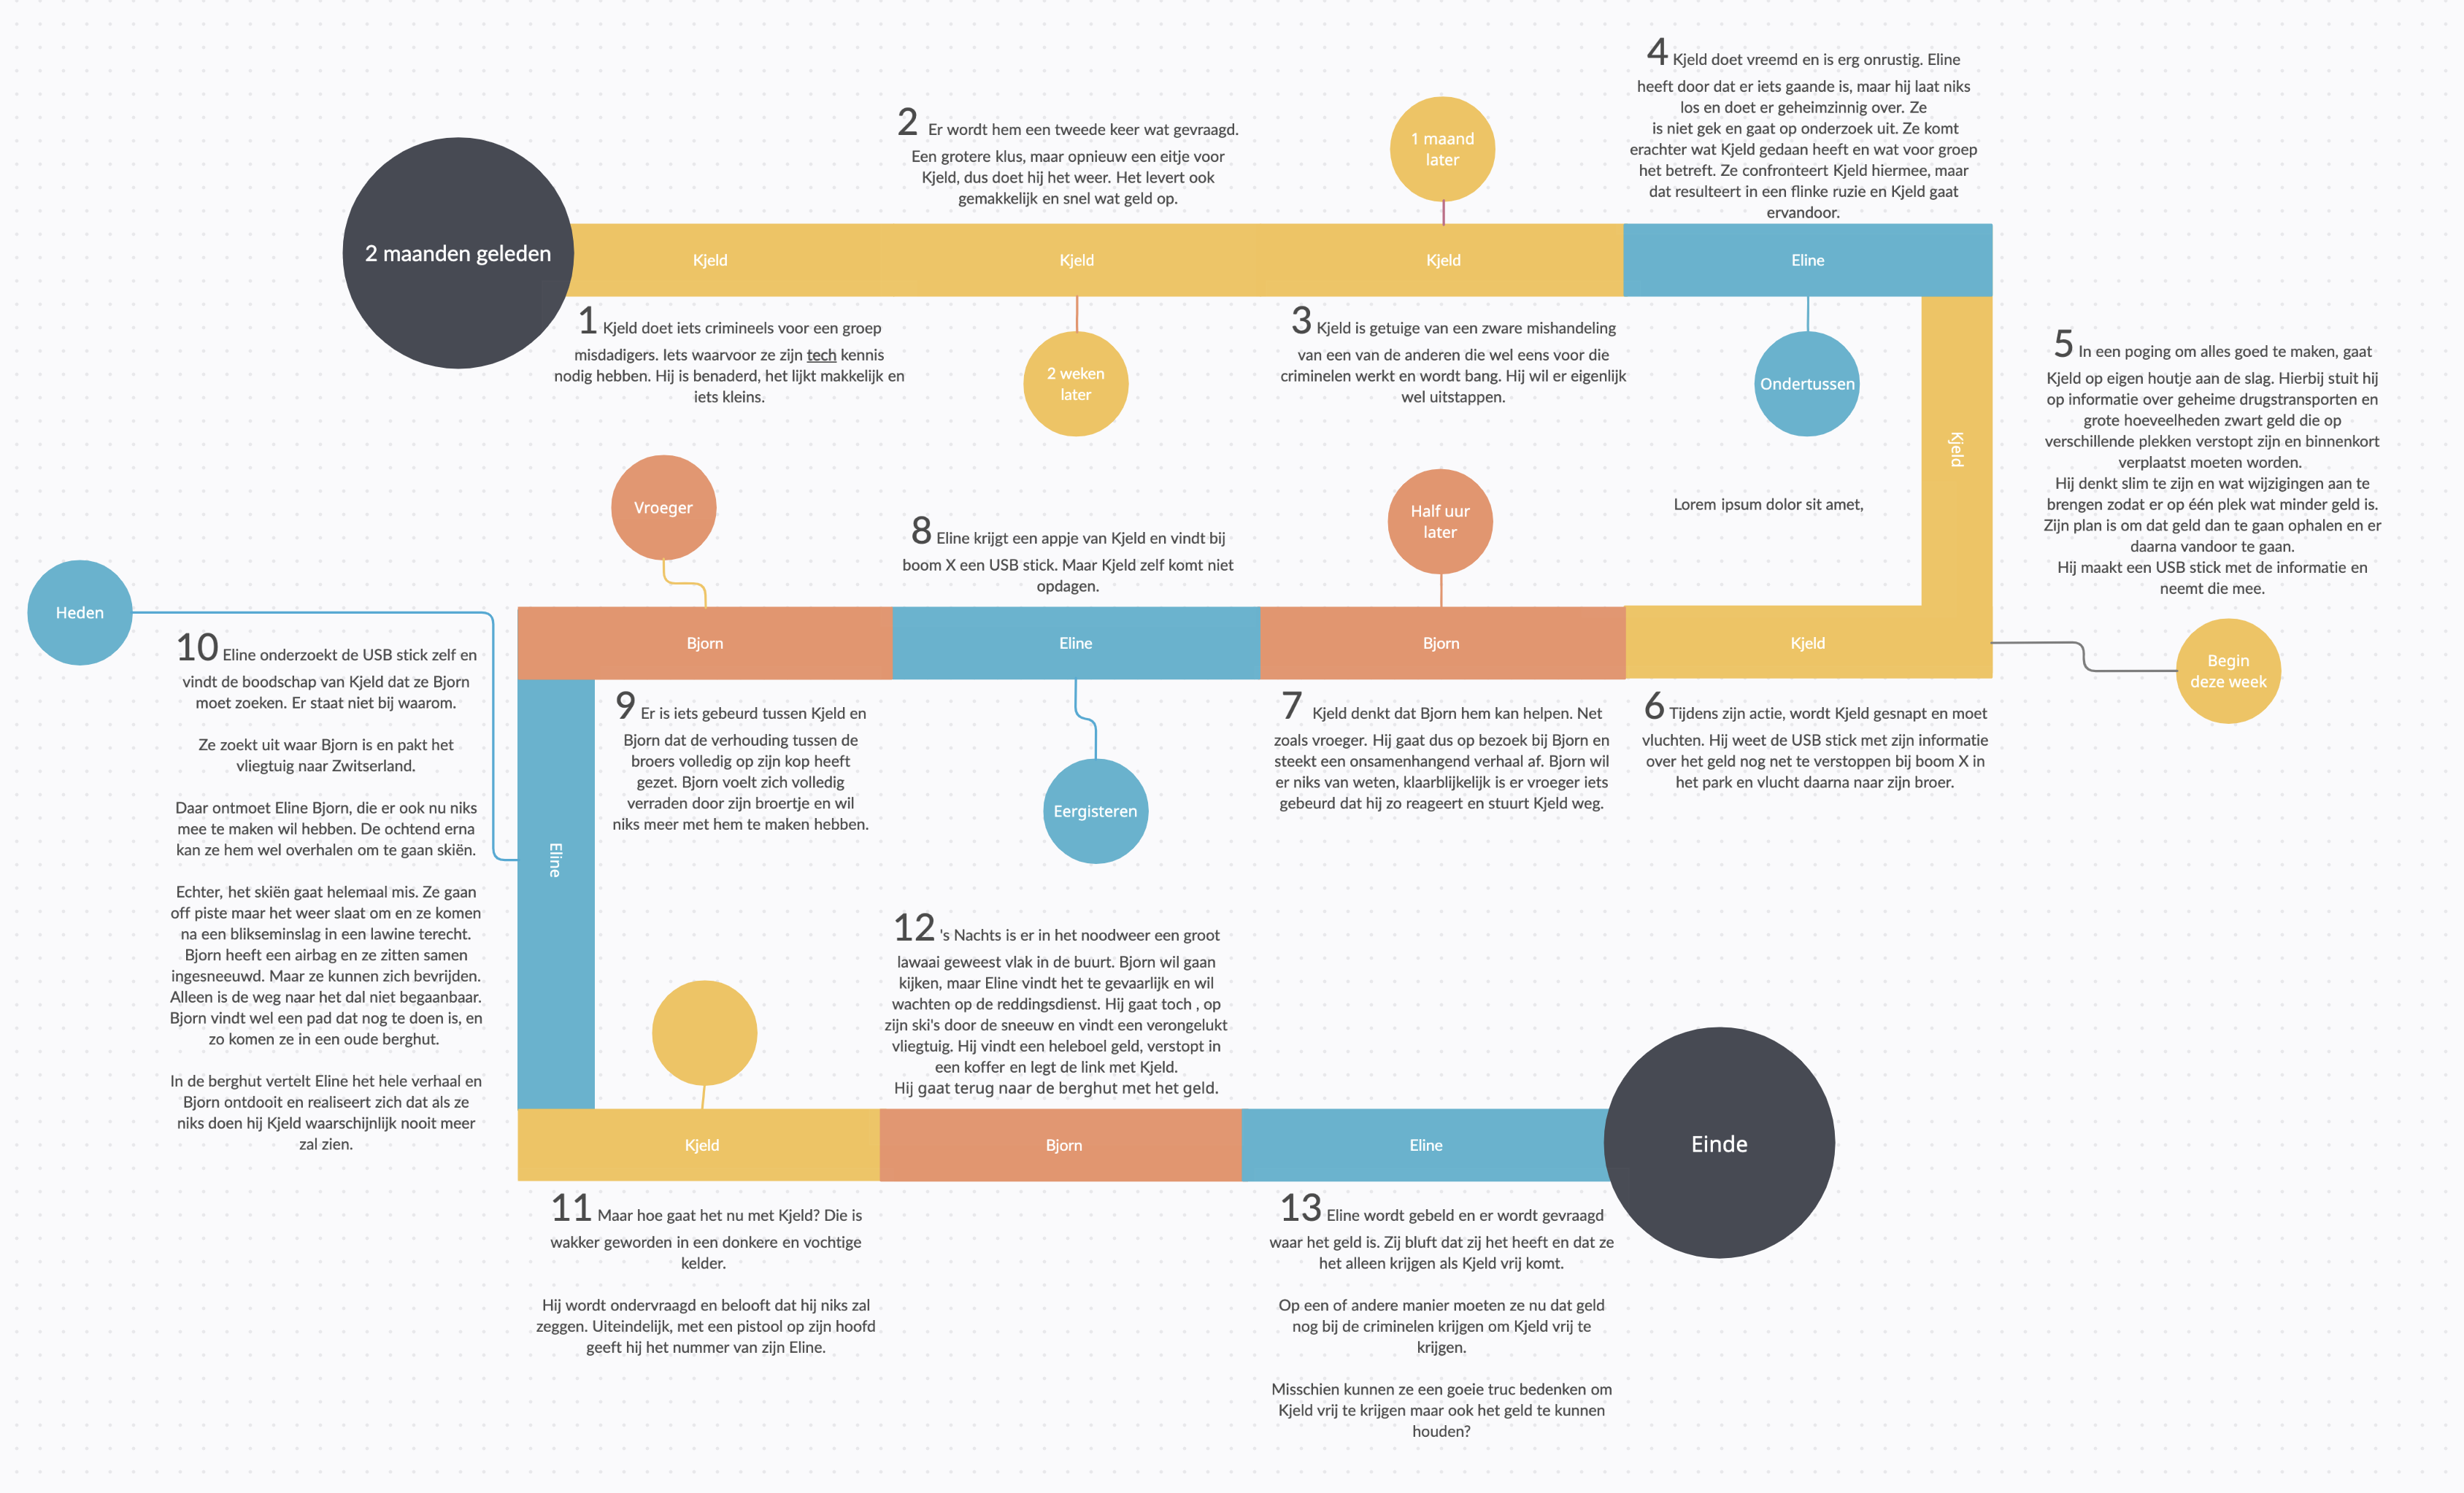 2 maanden geleden
Kjeld
Kjeld
Kjeld
Eline
1 Kjeld doet iets crimineels voor een groep
misdadigers. Iets waarvoor ze zijn tech kennis
nodig hebben. Hij is benaderd, het lijkt makkelijk en
iets kleins.
2 Er wordt hem een tweede keer wat gevraagd.
Een grotere klus, maar opnieuw een eitje voor
Kjeld, dus doet hij het weer. Het levert ook
gemakkelijk en snel wat geld op.
2 weken
later
1 maand
later
3 Kjeld is getuige van een zware mishandeling
van een van de anderen die wel eens voor die
criminelen werkt en wordt bang. Hij wil er eigenlijk
wel uitstappen.
4 Kjeld doet vreemd en is erg onrustig. Eline
heeft door dat er iets gaande is, maar hij laat niks
los en doet er geheimzinnig over. Ze
is niet gek en gaat op onderzoek uit. Ze komt
erachter wat Kjeld gedaan heeft en wat voor groep
het betreft. Ze confronteert Kjeld hiermee, maar
dat resulteert in een flinke ruzie en Kjeld gaat
ervandoor.
Ondertussen
Kjeld
5 In een poging om alles goed te maken, gaat
Kjeld op eigen houtje aan de slag. Hierbij stuit hij
op informatie over geheime drugstransporten en
grote hoeveelheden zwart geld die op
verschillende plekken verstopt zijn en binnenkort
verplaatst moeten worden.
Hij denkt slim te zijn en wat wijzigingen aan te
brengen zodat er op één plek wat minder geld is.
Zijn plan is om dat geld dan te gaan ophalen en er
daarna vandoor te gaan.
Hij maakt een USB stick met de informatie en
neemt die mee.
Lorem ipsum dolor sit amet,
Begin
deze week
Kjeld
6 Tijdens zijn actie, wordt Kjeld gesnapt en moet
vluchten. Hij weet de USB stick met zijn informatie
over het geld nog net te verstoppen bij boom X in
het park en vlucht daarna naar zijn broer.
Half uur
later
Bjorn
7 Kjeld denkt dat Bjorn hem kan helpen. Net
zoals vroeger. Hij gaat dus op bezoek bij Bjorn en
steekt een onsamenhangend verhaal af. Bjorn wil
er niks van weten, klaarblijkelijk is er vroeger iets
gebeurd dat hij zo reageert en stuurt Kjeld weg.
8 Eline krijgt een appje van Kjeld en vindt bij
boom X een USB stick. Maar Kjeld zelf komt niet
opdagen.
Eline
Eergisteren
Vroeger
Bjorn
9 Er is iets gebeurd tussen Kjeld en
Bjorn dat de verhouding tussen de
broers volledig op zijn kop heeft
gezet. Bjorn voelt zich volledig
verraden door zijn broertje en wil
niks meer met hem te maken hebben.
Heden
Eline
10 Eline onderzoekt de USB stick zelf en
vindt de boodschap van Kjeld dat ze Bjorn
moet zoeken. Er staat niet bij waarom.
Ze zoekt uit waar Bjorn is en pakt het
vliegtuig naar Zwitserland.
Daar ontmoet Eline Bjorn, die er ook nu niks
mee te maken wil hebben. De ochtend erna
kan ze hem wel overhalen om te gaan skiën.
Echter, het skiën gaat helemaal mis. Ze gaan
off piste maar het weer slaat om en ze komen
na een blikseminslag in een lawine terecht.
Bjorn heeft een airbag en ze zitten samen
ingesneeuwd. Maar ze kunnen zich bevrijden.
Alleen is de weg naar het dal niet begaanbaar.
Bjorn vindt wel een pad dat nog te doen is, en
zo komen ze in een oude berghut.
In de berghut vertelt Eline het hele verhaal en
Bjorn ontdooit en realiseert zich dat als ze
niks doen hij Kjeld waarschijnlijk nooit meer
zal zien.
Kjeld
11 Maar hoe gaat het nu met Kjeld? Die is
wakker geworden in een donkere en vochtige
kelder.
Hij wordt ondervraagd en belooft dat hij niks zal
zeggen. Uiteindelijk, met een pistool op zijn hoofd
geeft hij het nummer van zijn Eline.
12 's Nachts is er in het noodweer een groot
lawaai geweest vlak in de buurt. Bjorn wil gaan
kijken, maar Eline vindt het te gevaarlijk en wil
wachten op de reddingsdienst. Hij gaat toch , op
zijn ski's door de sneeuw en vindt een verongelukt
vliegtuig. Hij vindt een heleboel geld, verstopt in
een koffer en legt de link met Kjeld.
Hij gaat terug naar de berghut met het geld.
Bjorn
Eline
13 Eline wordt gebeld en er wordt gevraagd
waar het geld is. Zij bluft dat zij het heeft en dat ze
het alleen krijgen als Kjeld vrij komt.
Op een of andere manier moeten ze nu dat geld
nog bij de criminelen krijgen om Kjeld vrij te
krijgen.
Misschien kunnen ze een goeie truc bedenken om
Kjeld vrij te krijgen maar ook het geld te kunnen
houden?
Einde